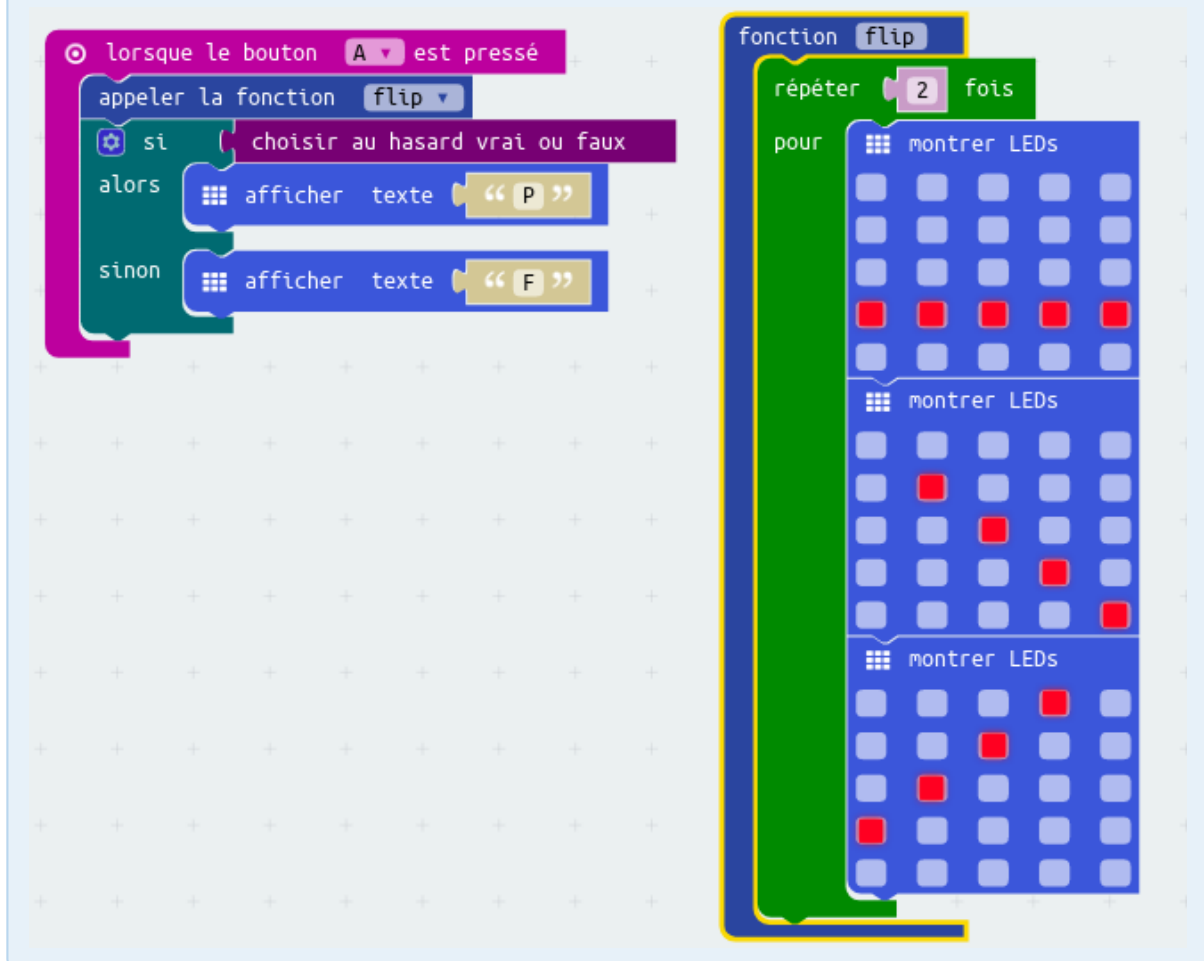 lorsque le bouton A est pressé
appeler la fonction flip
si choisir au hasard vrai ou faux
alors afficher texte “ P ”
sinon afficher texte “ F ”
fonction flip
répéter 2 fois
pour montrer LEDs
montrer LEDs
montrer LEDs